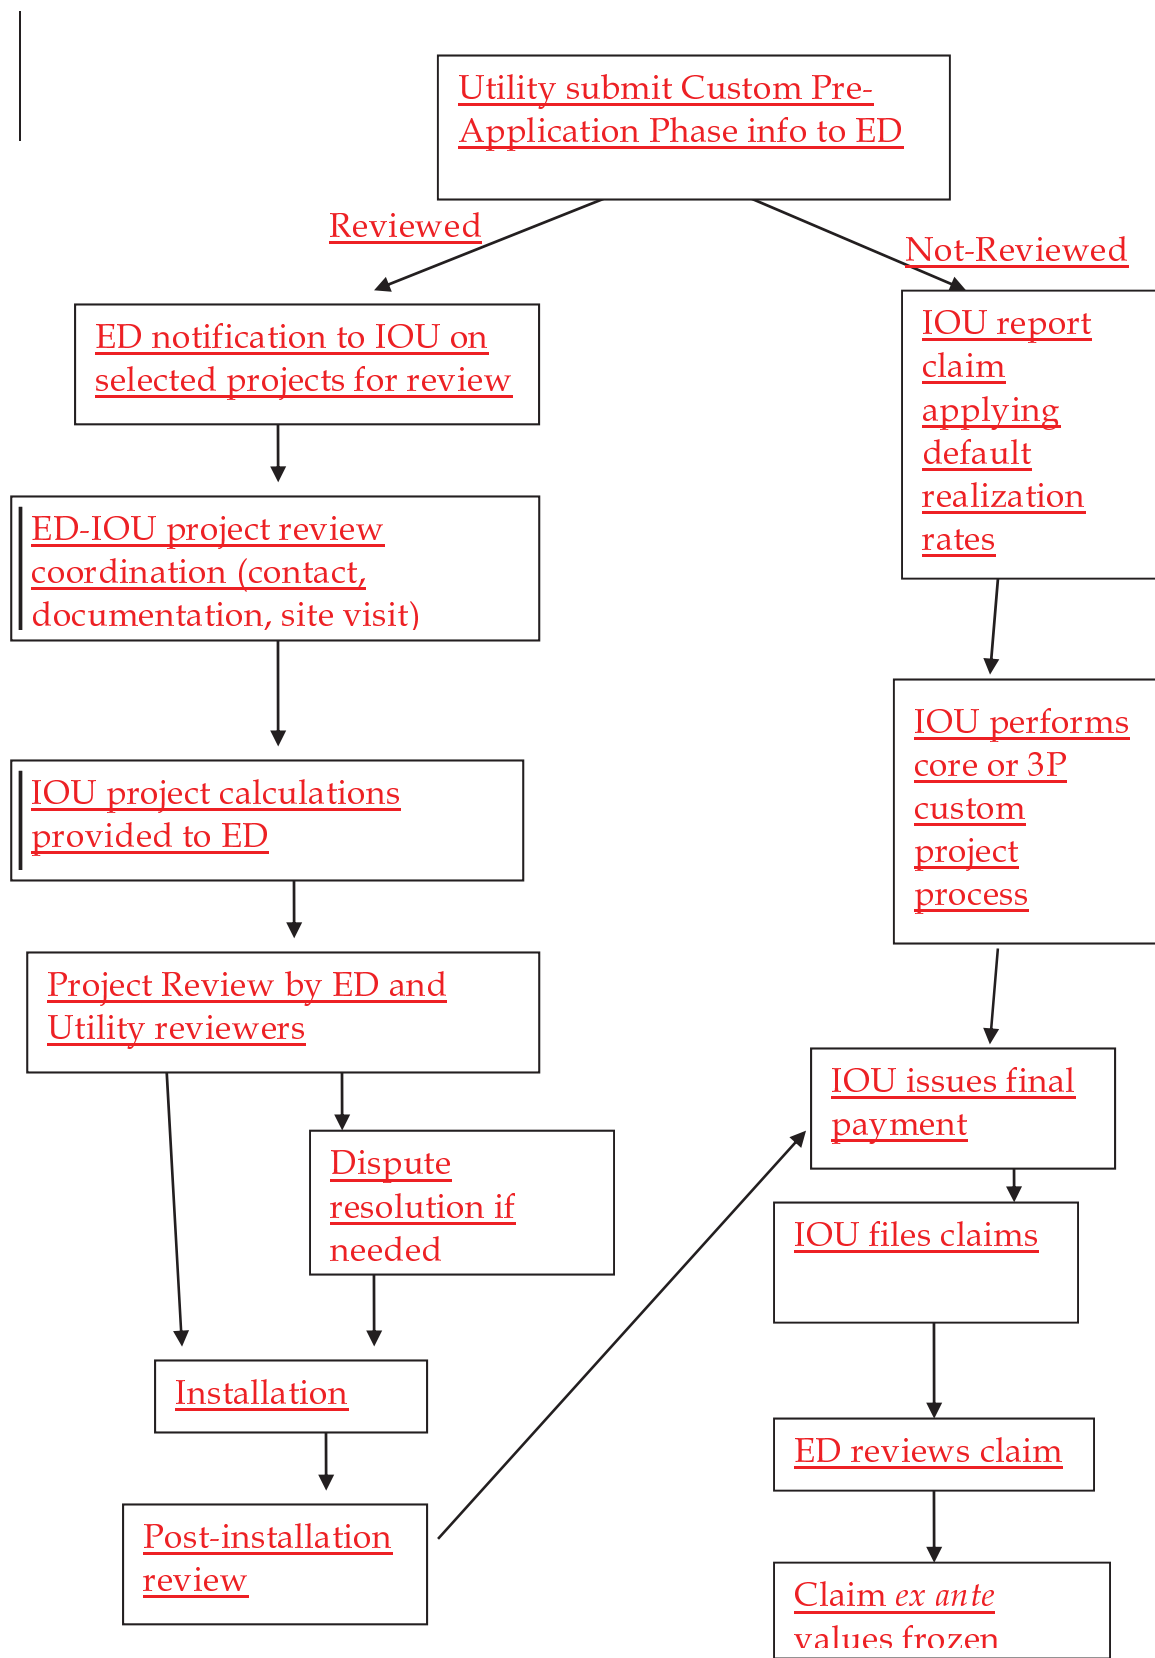 Utility submit Custom Pre-
Application Phase info to ED
Reviewed
Not-Reviewed
ED notification to IOU on
selected projects for review
IOU report
claim
applying
default
realization
rates
ED-IOU project review
coordination (contact,
documentation, site visit)
IOU performs
core or 3P
custom
project
process
IOU project calculations
provided to ED
Project Review by ED and
Utility reviewers
IOU issues final
payment
Dispute
resolution if
needed
IOU files claims
Installation
ED reviews claim
Post-installation
review
Claim ex ante
values frozen